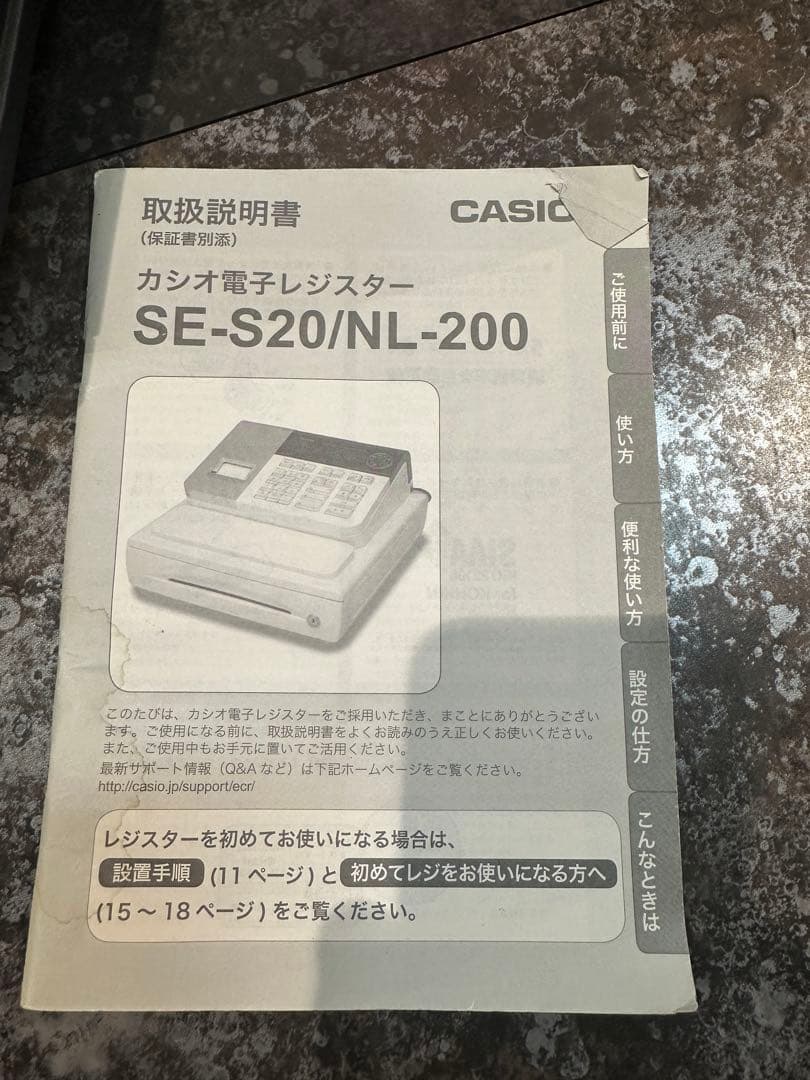 取扱説明書
(保証書別添)
CASIO
カシオ電子レジスター
SE-S20/NL-200
ご使用前に
使い方
便利な使い方
設定の仕方
こんなときは
このたびは、カシオ電子レジスターをご採用いただき、まことにありがとうござい
ます。ご使用になる前に、取扱説明書をよくお読みのうえ正しくお使いください。
また、ご使用中もお手元に置いてご活用ください。
最新サポート情報（Q&Aなど）は下記ホームページをご覧ください。
http://casio.jp/support/ecr/
レジスターを初めてお使いになる場合は、
設置手順 (11 ページ) と 初めてレジをお使いになる方へ
(15 ～ 18 ページ) をご覧ください。